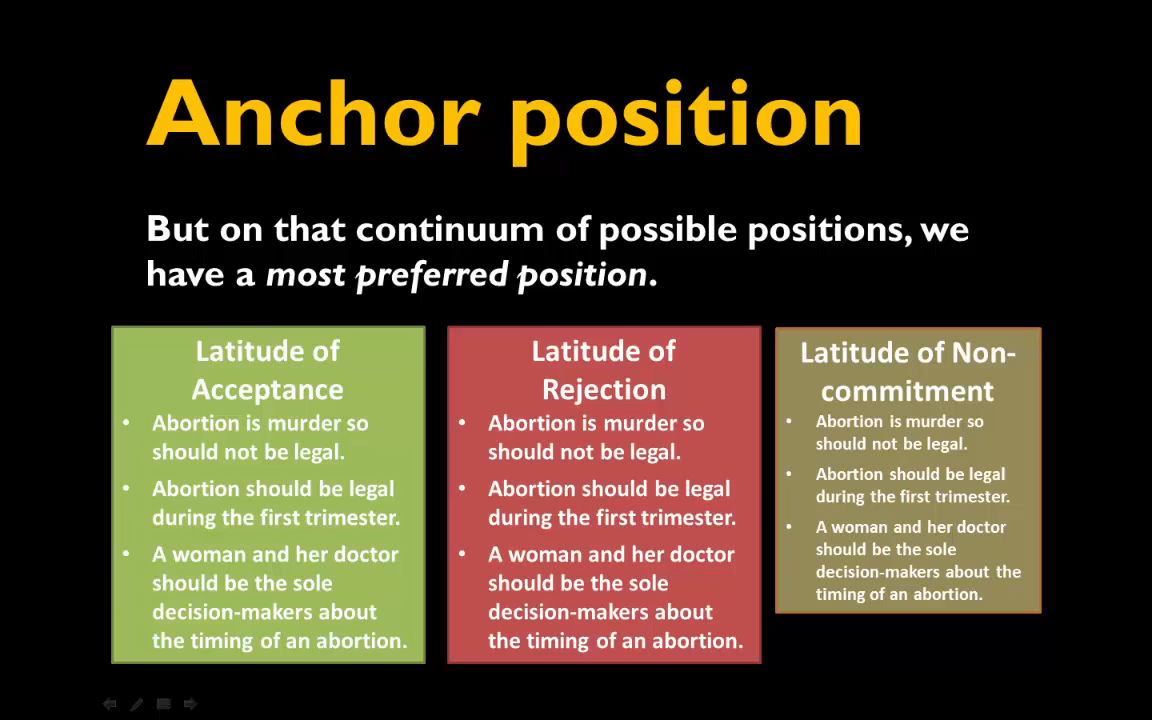 Anchor position
But on that continuum of possible positions, we
have a most preferred position.
Latitude of
Acceptance
• Abortion is murder so
should not be legal.
• Abortion should be legal
during the first trimester.
• A woman and her doctor
should be the sole
decision-makers about
the timing of an abortion.
Latitude of
Rejection
• Abortion is murder so
should not be legal.
• Abortion should be legal
during the first trimester.
• A woman and her doctor
should be the sole
decision-makers about
the timing of an abortion.
Latitude of Non-
commitment
• Abortion is murder so
should not be legal.
• Abortion should be legal
during the first trimester.
• A woman and her doctor
should be the sole
decision-makers about the
timing of an abortion.